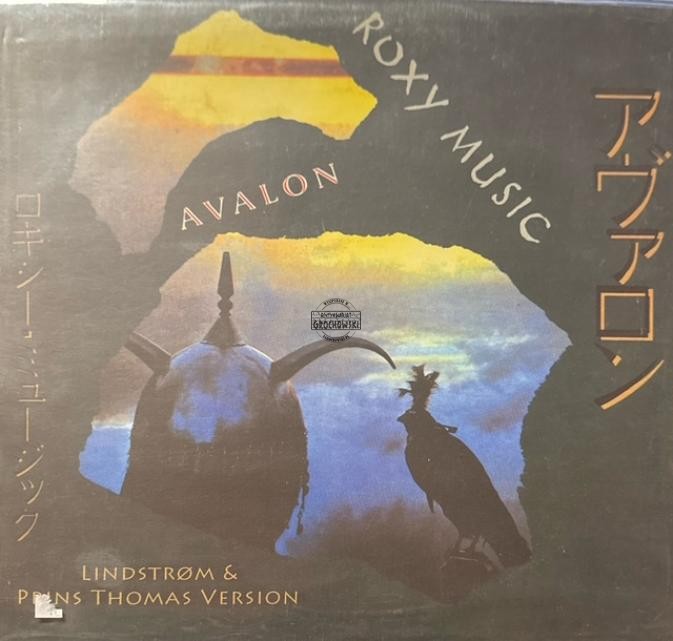 ROXY MUSIC
AVALON
アヴァロン
ロキシー・ミュージック
GROCHOWSKI
LINDSTRØM &
PRINS THOMAS VERSION